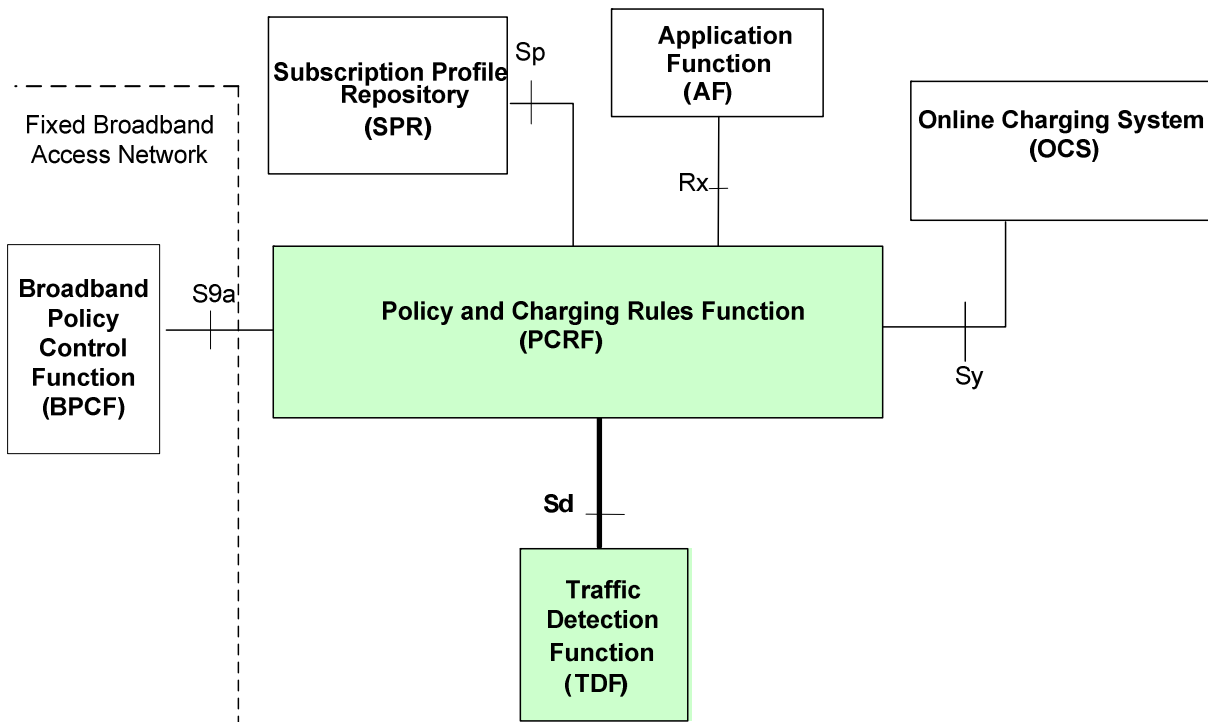 Sp
Subscription Profile
Repository
(SPR)
Application
Function
(AF)
Online Charging System
(OCS)
Fixed Broadband
Access Network
Rx
Broadband
Policy
Control
Function
(BPCF)
S9a
Policy and Charging Rules Function
(PCRF)
Sy
Sd
Traffic
Detection
Function
(TDF)